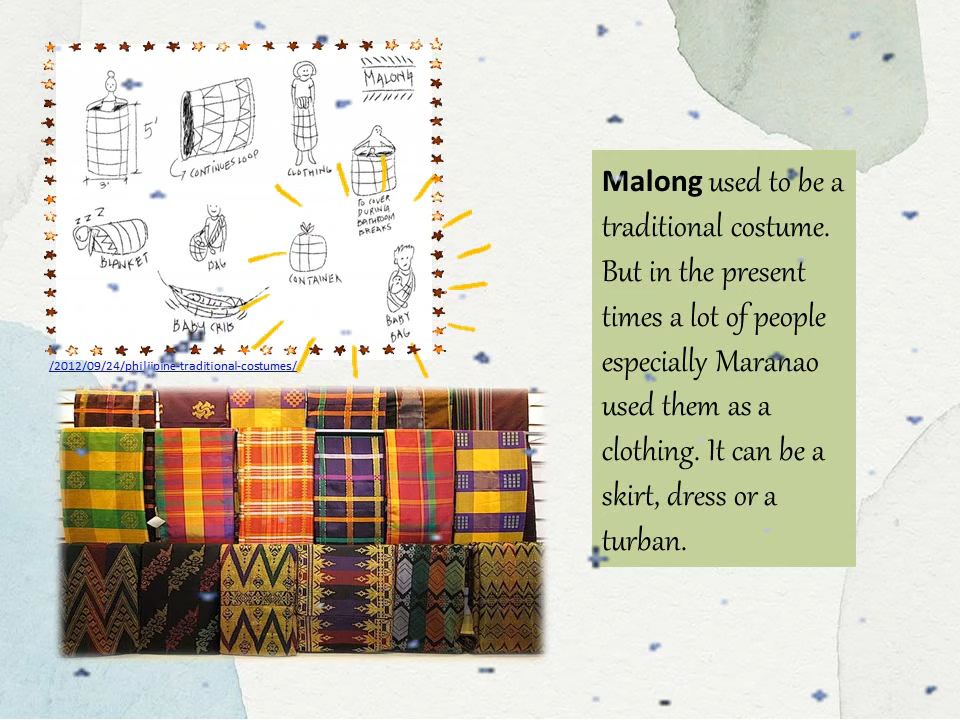 MALONG
5'
3'
CONTINUES LOOP
CLOTHING
TO COVER
DURING
BATHROOM
BREAKS
Z Z Z
BLANKET
BAG
CONTAINER
BABY CRIB
BABY
BAG
/2012/09/24/philiipine-traditional-costumes/
Malong used to be a
traditional costume.
But in the present
times a lot of people
especially Maranao
used them as a
clothing. It can be a
skirt, dress or a
turban.